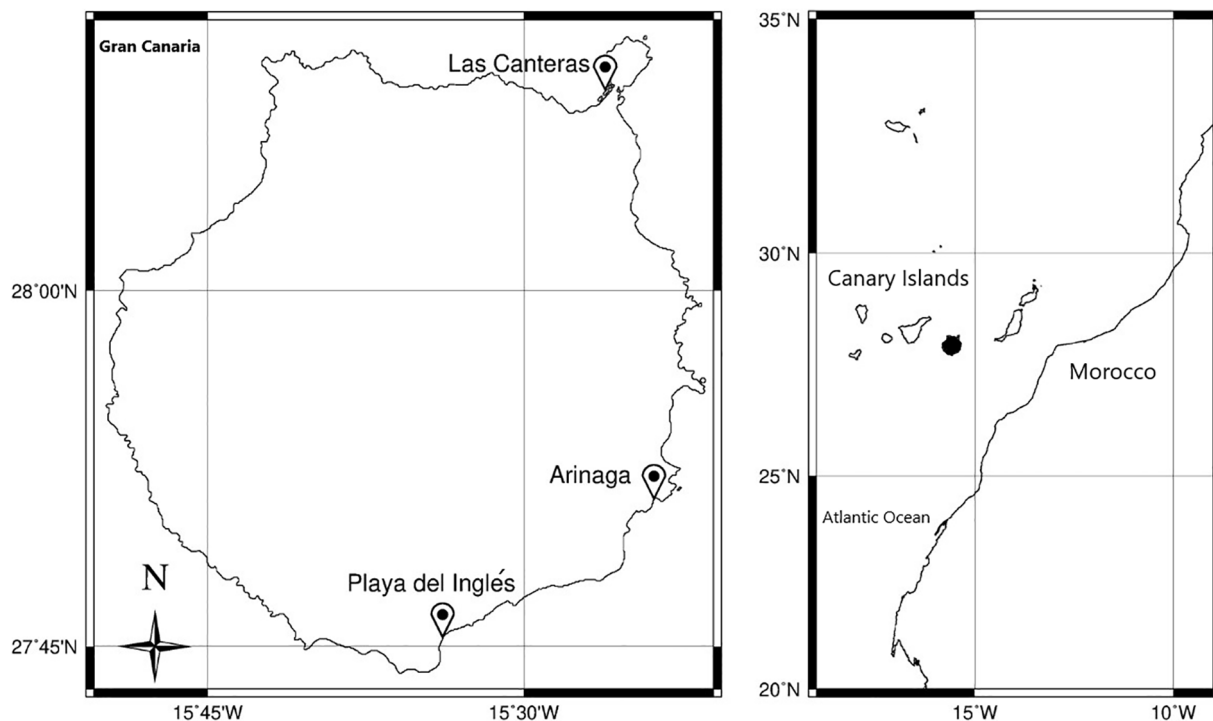 Gran Canaria
Las Canteras
28°00'N
Arinaga
N
Playa del Inglés
27°45'N
15°45'W
15°30'W
35°N
30°N
Canary Islands
Morocco
25°N
Atlantic Ocean
20°N
15°W
10°W